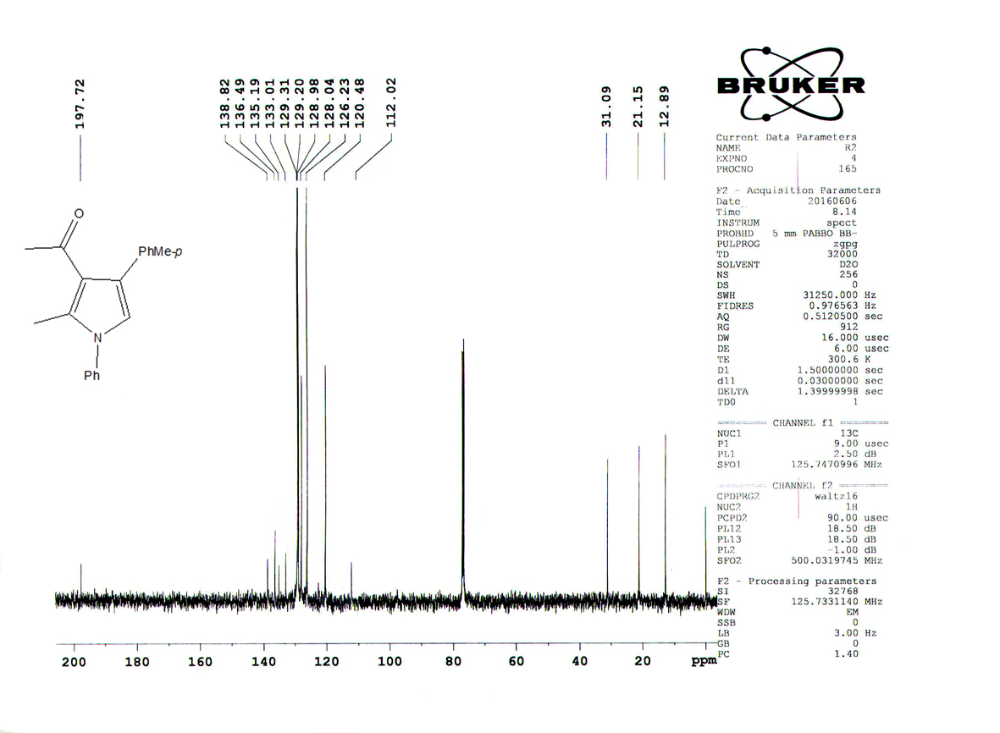 197.72
138.82
136.49
135.19
133.01
129.31
129.20
128.98
128.04
126.23
120.48
112.02
31.09
21.15
12.89
BRUKER
O
PhMe-p
N
Ph
Current Data Parameters
NAME R2
EXPNO 4
PROCNO 165
F2 - Acquisition Parameters
Date_ 20160606
Time 8.14
INSTRUM spect
PROBHD 5 mm PABBO BB-
PULPROG zgpg
TD 32000
SOLVENT D2O
NS 256
DS 0
SWH 31250.000 Hz
FIDRES 0.976563 Hz
AQ 0.5120500 sec
RG 912
DW 16.000 usec
DE 6.00 usec
TE 300.6 K
D1 1.50000000 sec
d11 0.03000000 sec
DELTA 1.39999998 sec
TD0 1
======== CHANNEL f1 ========
NUC1 13C
P1 9.00 usec
PL1 2.50 dB
SFO1 125.7470996 MHz
======== CHANNEL f2 ========
CPDPRG2 waltz16
NUC2 1H
PCPD2 90.00 usec
PL12 18.50 dB
PL13 18.50 dB
PL2 -1.00 dB
SFO2 500.0319745 MHz
F2 - Processing parameters
SI 32768
SF 125.7331140 MHz
WDW EM
SSB 0
LB 3.00 Hz
GB 0
PC 1.40
200 180 160 140 120 100 80 60 40 20 ppm